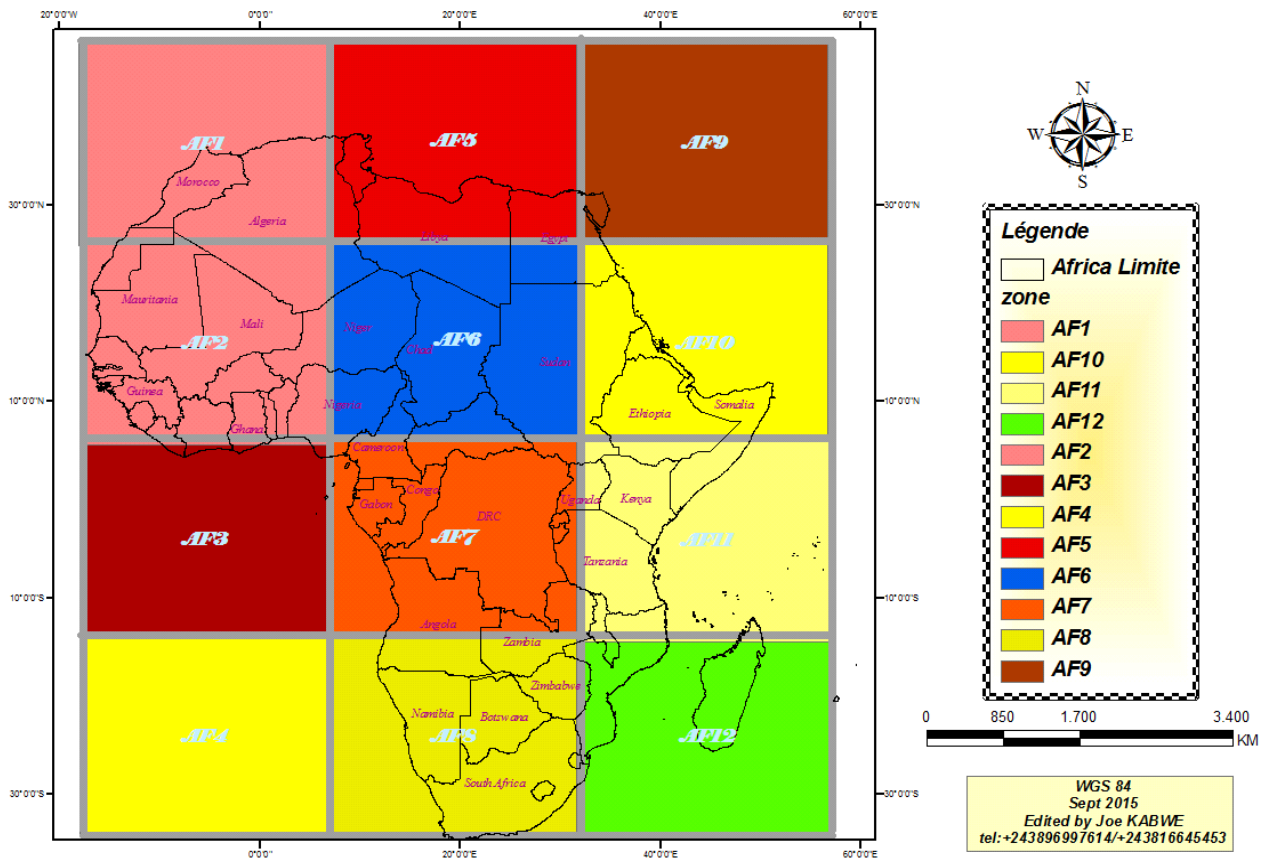 20°0'0"W 0°0'0" 20°0'0"E 40°0'0"E 60°0'0"E
AF1 AF5 AF9
Morocco
Algeria
30°0'0"N 30°0'0"N
Libya Egypt
Mauritania
Mali
Niger
AF2 AF6 AF10
Chad
Sudan
Guinea
Nigeria
Ghana
Ethiopia
Somalia
10°0'0"N 10°0'0"N
Cameroon
Gabon
Congo
DRC
Uganda
Kenya
AF3 AF7 AF11
Tanzania
10°0'0"S 10°0'0"S
Angola
Zambia
Zimbabwe
Namibia
Botswana
AF4 AF8 AF12
South Africa
30°0'0"S 30°0'0"S
0°0'0" 20°0'0"E 40°0'0"E 60°0'0"E
N
W E
S
Légende
Africa Limite
zone
AF1
AF10
AF11
AF12
AF2
AF3
AF4
AF5
AF6
AF7
AF8
AF9
0 850 1.700 3.400
KM
WGS 84
Sept 2015
Edited by Joe KABWE
tel:+243896997614/+243816645453